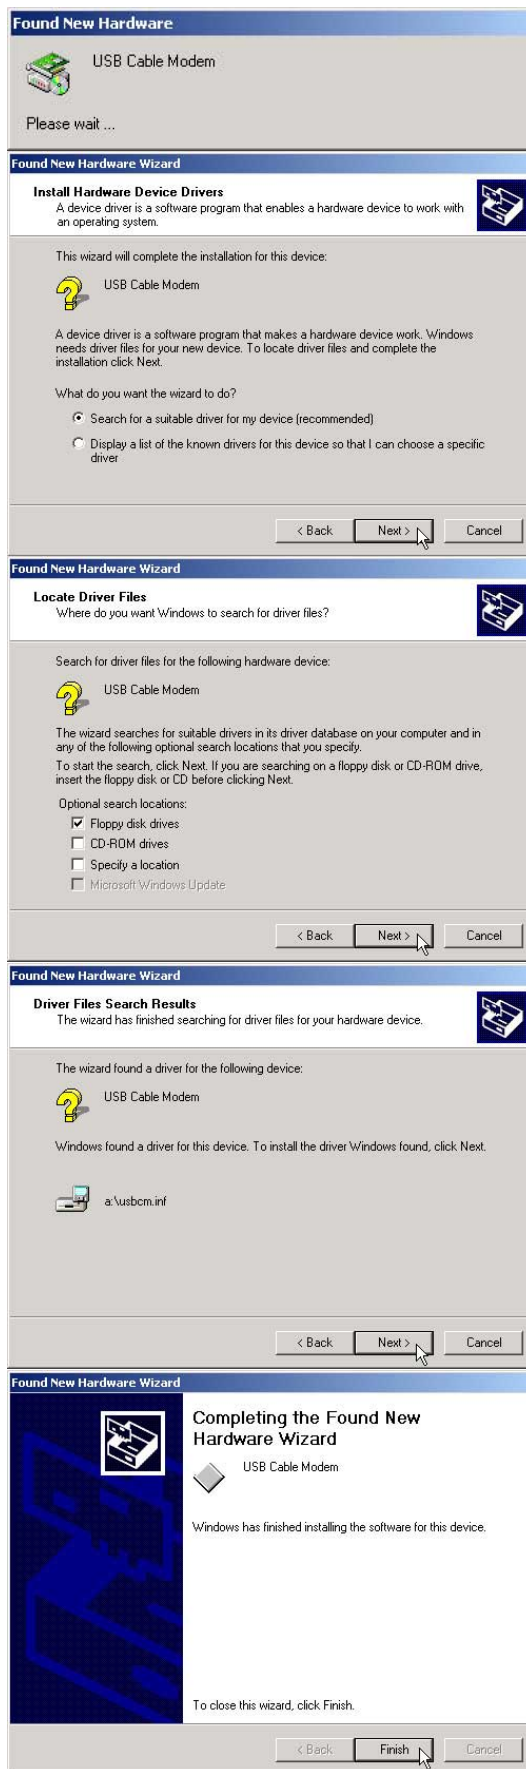 Found New Hardware
USB Cable Modem
Please wait ...
Found New Hardware Wizard
Install Hardware Device Drivers
A device driver is a software program that enables a hardware device to work with
an operating system.
This wizard will complete the installation for this device:
USB Cable Modem
A device driver is a software program that makes a hardware device work. Windows
needs driver files for your new device. To locate driver files and complete the
installation click Next.
What do you want the wizard to do?
Search for a suitable driver for my device (recommended)
Display a list of the known drivers for this device so that I can choose a specific
driver
< Back Next > Cancel
Found New Hardware Wizard
Locate Driver Files
Where do you want Windows to search for driver files?
Search for driver files for the following hardware device:
USB Cable Modem
The wizard searches for suitable drivers in its driver database on your computer and in
any of the following optional search locations that you specify.
To start the search, click Next. If you are searching on a floppy disk or CD-ROM drive,
insert the floppy disk or CD before clicking Next.
Optional search locations:
Floppy disk drives
CD-ROM drives
Specify a location
Microsoft Windows Update
< Back Next > Cancel
Found New Hardware Wizard
Driver Files Search Results
The wizard has finished searching for driver files for your hardware device.
The wizard found a driver for the following device:
USB Cable Modem
Windows found a driver for this device. To install the driver Windows found, click Next.
a:\usbcm.inf
< Back Next > Cancel
Found New Hardware Wizard
Completing the Found New
Hardware Wizard
USB Cable Modem
Windows has finished installing the software for this device.
To close this wizard, click Finish.
< Back Finish Cancel